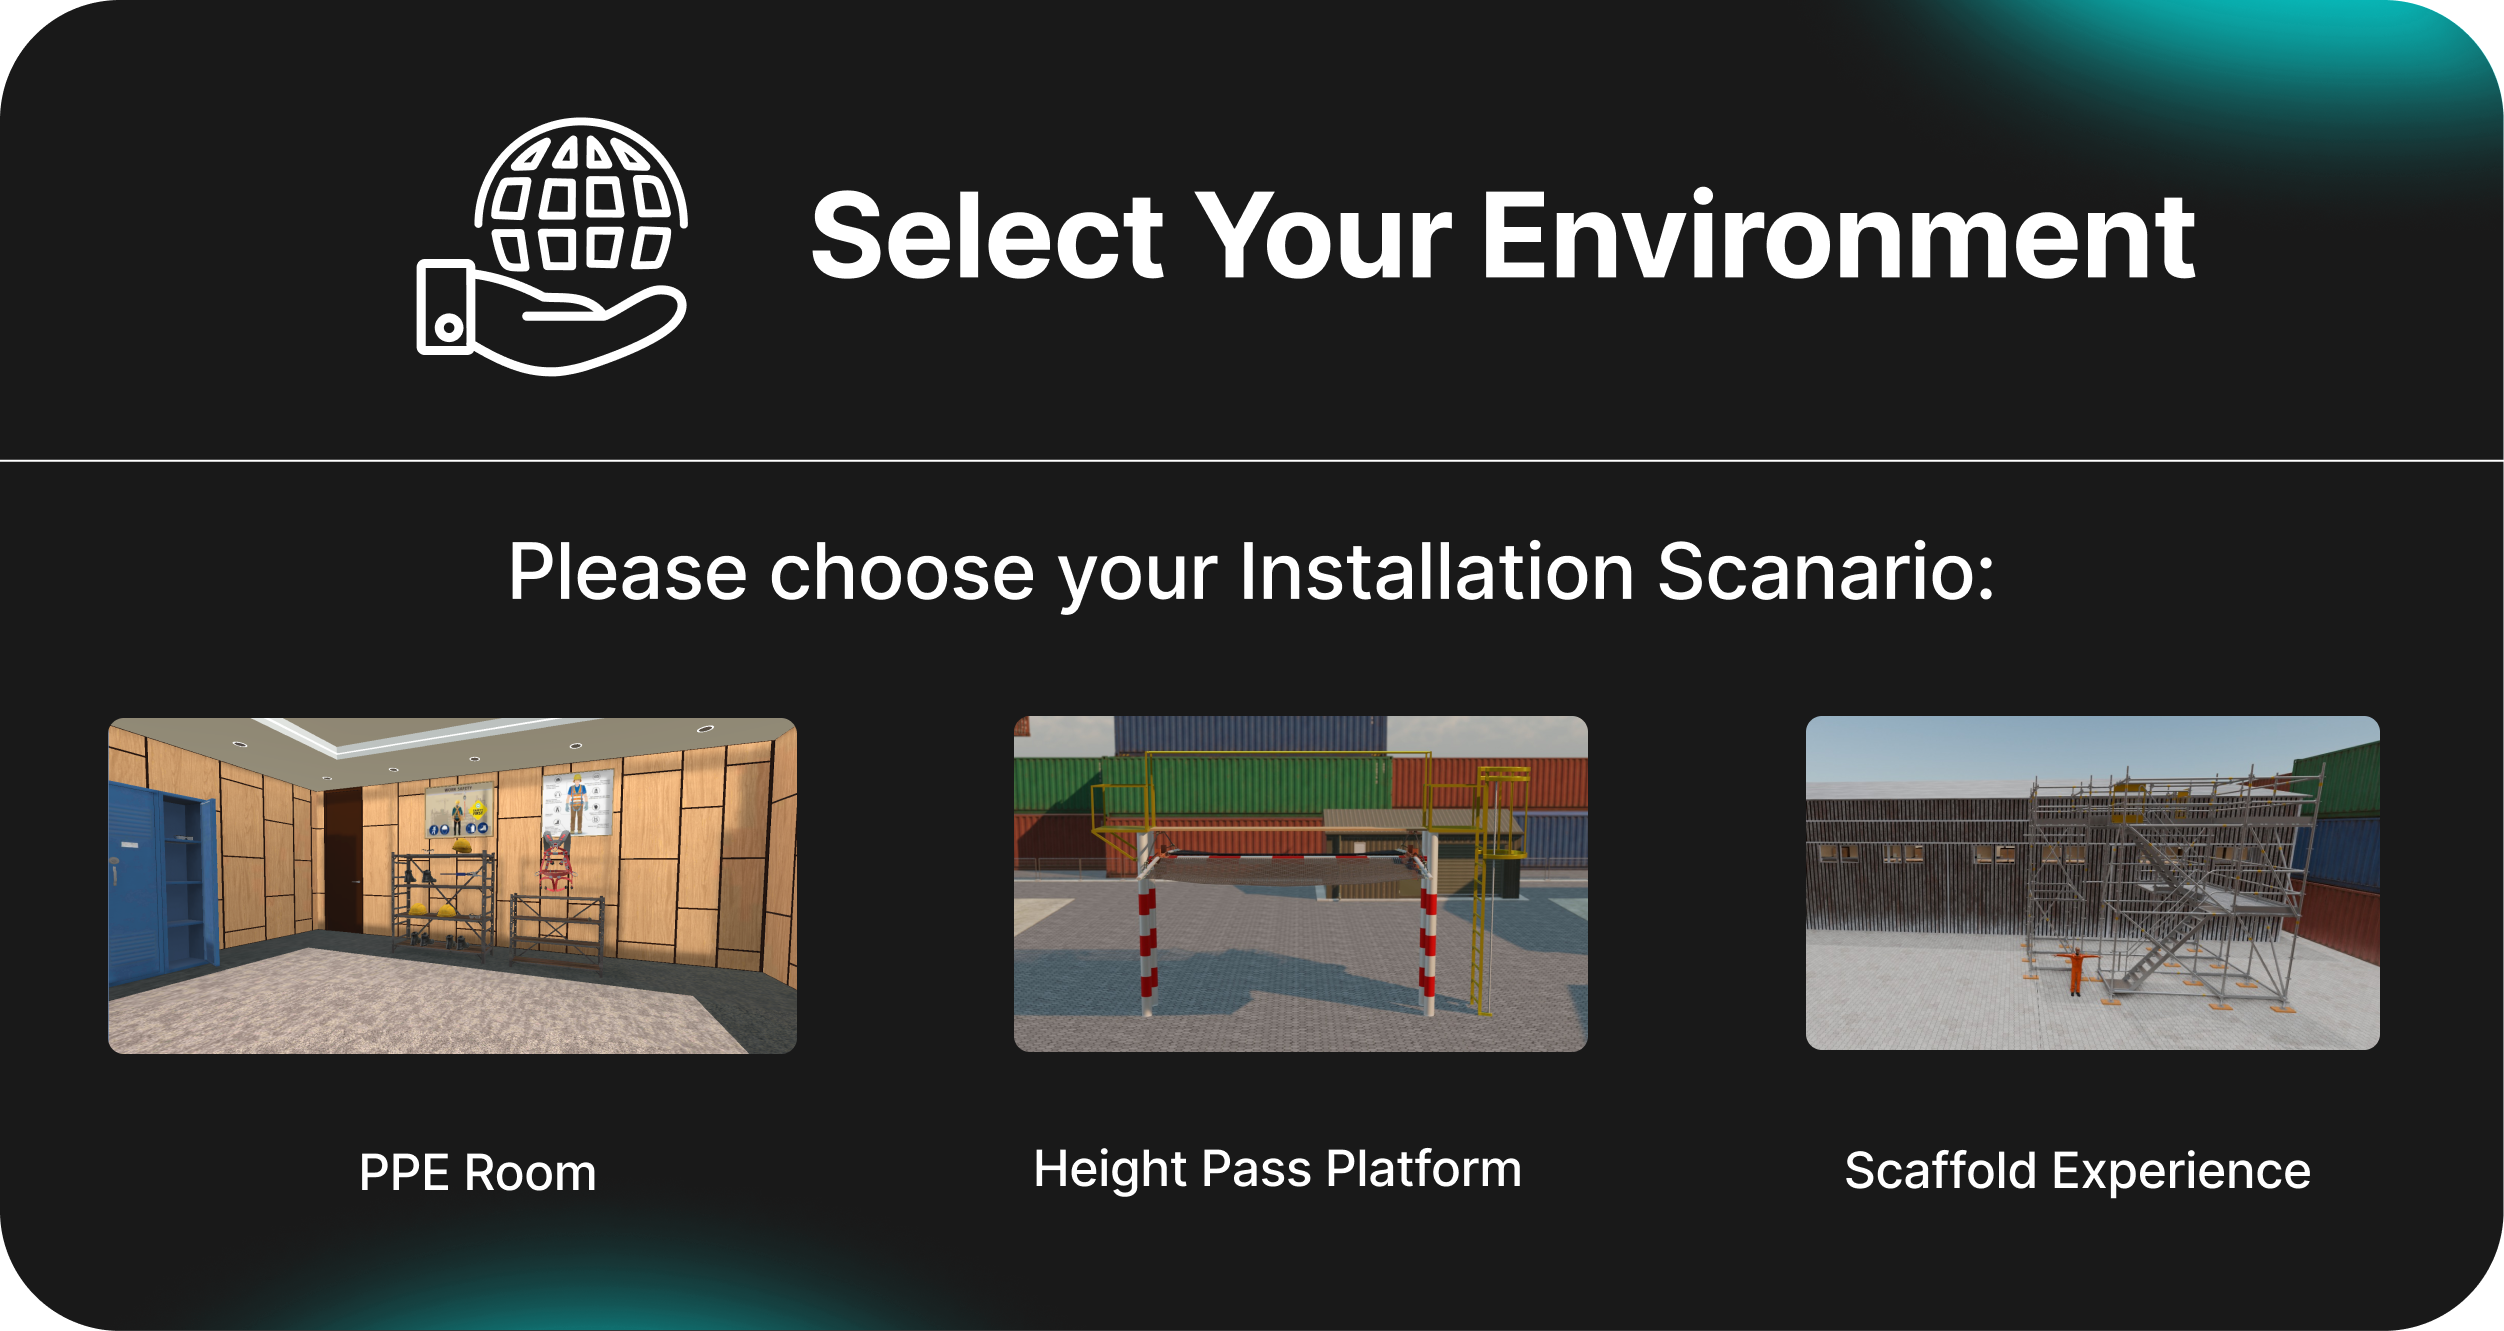 Select Your Environment
Please choose your Installation Scanario:
PPE Room
Height Pass Platform
Scaffold Experience